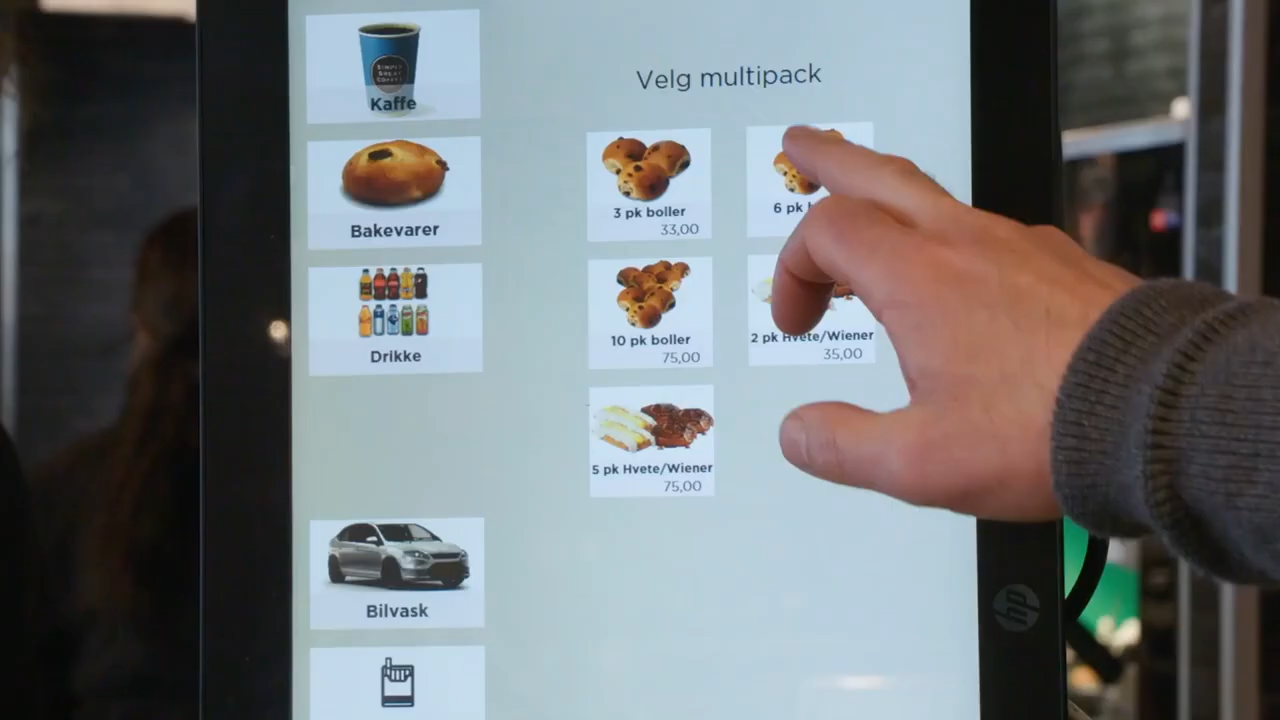 SIMPLY
GREAT
COFFEE
Kaffe
Bakevarer
Drikke
Bilvask
Velg multipack
3 pk boller
33,00
6 pk
10 pk boller
75,00
2 pk Hvete/Wiener
35,00
5 pk Hvete/Wiener
75,00
hp